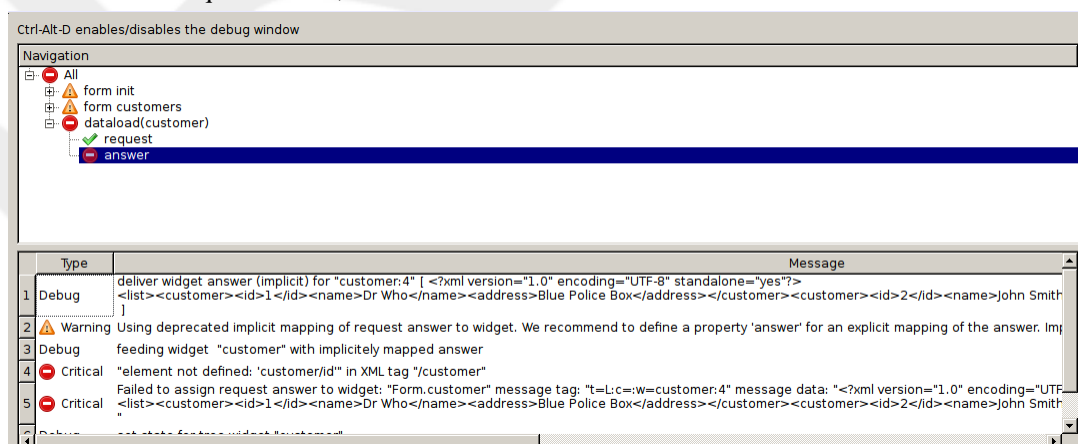 Ctrl-Alt-D enables/disables the debug window
Navigation
All
form init
form customers
dataload(customer)
request
answer
Type Message
1 Debug deliver widget answer (implicit) for "customer:4" [ <?xml version="1.0" encoding="UTF-8" standalone="yes"?>
<list><customer><id>1</id><name>Dr Who</name><address>Blue Police Box</address></customer><customer><id>2</id><name>John Smith
]
2 Warning Using deprecated implicit mapping of request answer to widget. We recommend to define a property 'answer' for an explicit mapping of the answer. Im
3 Debug feeding widget "customer" with implicitely mapped answer
4 Critical "element not defined: 'customer/id'" in XML tag "/customer"
5 Critical Failed to assign request answer to widget: "Form.customer" message tag: "t=L:c=:w=customer:4" message data: "<?xml version="1.0" encoding="UTF
<list><customer><id>1</id><name>Dr Who</name><address>Blue Police Box</address></customer><customer><id>2</id><name>John Smith
"